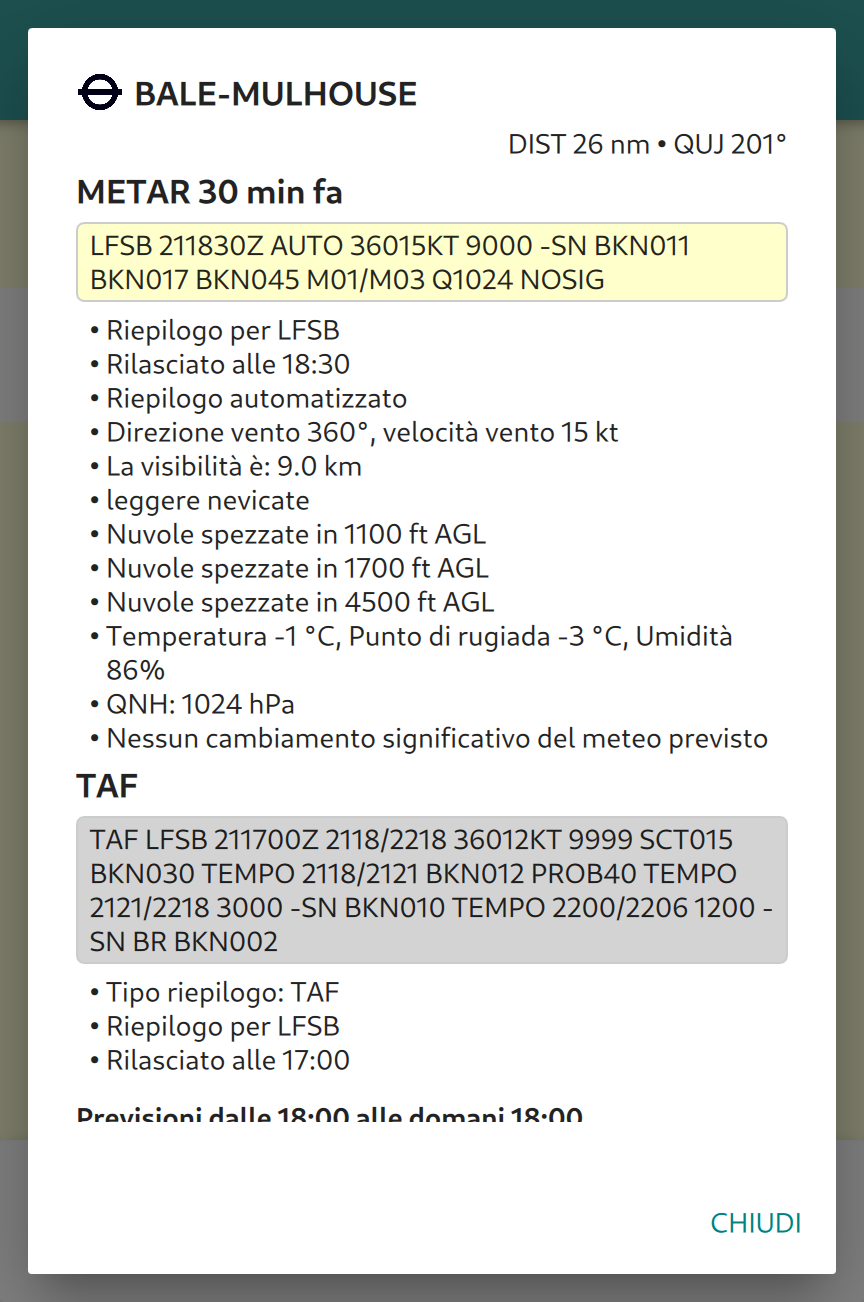 BALE-MULHOUSE
DIST 26 nm • QUJ 201°
METAR 30 min fa
LFSB 211830Z AUTO 36015KT 9000 -SN BKN011
BKN017 BKN045 M01/M03 Q1024 NOSIG
• Riepilogo per LFSB
• Rilasciato alle 18:30
• Riepilogo automatizzato
• Direzione vento 360°, velocità vento 15 kt
• La visibilità è: 9.0 km
• leggere nevicate
• Nuvole spezzate in 1100 ft AGL
• Nuvole spezzate in 1700 ft AGL
• Nuvole spezzate in 4500 ft AGL
• Temperatura -1 °C, Punto di rugiada -3 °C, Umidità
86%
• QNH: 1024 hPa
• Nessun cambiamento significativo del meteo previsto
TAF
TAF LFSB 211700Z 2118/2218 36012KT 9999 SCT015
BKN030 TEMPO 2118/2121 BKN012 PROB40 TEMPO
2121/2218 3000 -SN BKN010 TEMPO 2200/2206 1200 -
SN BR BKN002
• Tipo riepilogo: TAF
• Riepilogo per LFSB
• Rilasciato alle 17:00
Previsioni dalle 18:00 alle domani 18:00
CHIUDI